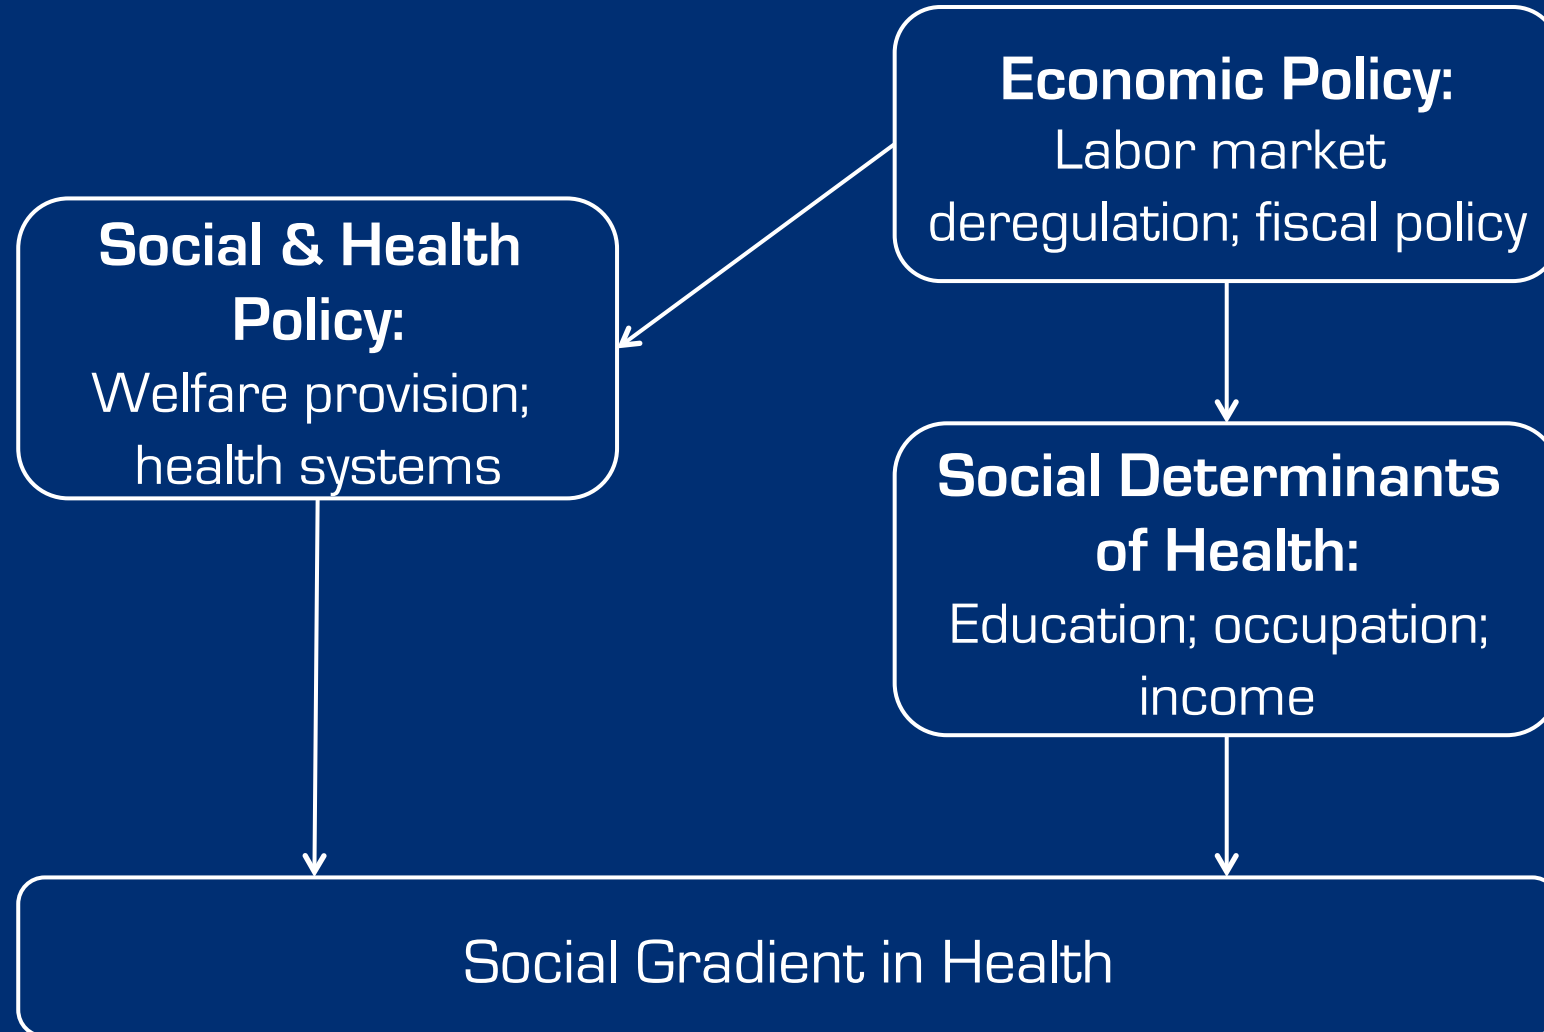 Economic Policy:
Labor market
deregulation; fiscal policy
Social & Health
Policy:
Welfare provision;
health systems
Social Determinants
of Health:
Education; occupation;
income
Social Gradient in Health